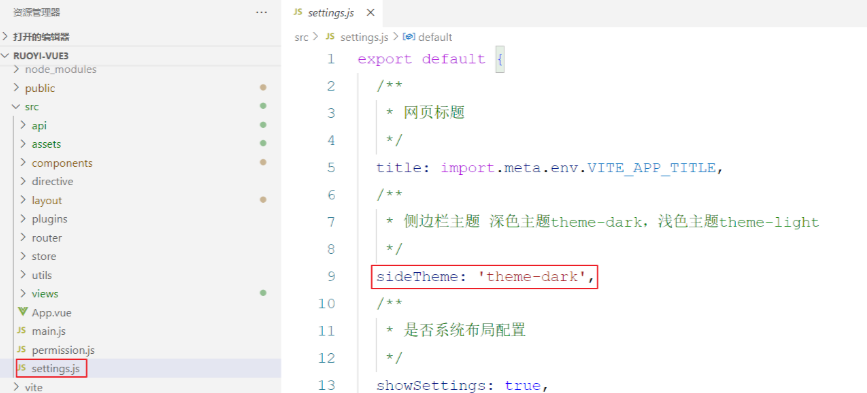 资源管理器
打开的编辑器
RUOYI-VUE3
node_modules
public
src
api
assets
components
directive
layout
plugins
router
store
utils
views
App.vue
JS main.js
JS permission.js
JS settings.js
vite
JS settings.js
src > JS settings.js > default
1 export default {
2 /**
3 * 网页标题
4 */
5 title: import.meta.env.VITE_APP_TITLE,
6 /**
7 * 侧边栏主题 深色主题theme-dark，浅色主题theme-light
8 */
9 sideTheme: 'theme-dark',
10 /**
11 * 是否系统布局配置
12 */
13 showSettings: true,